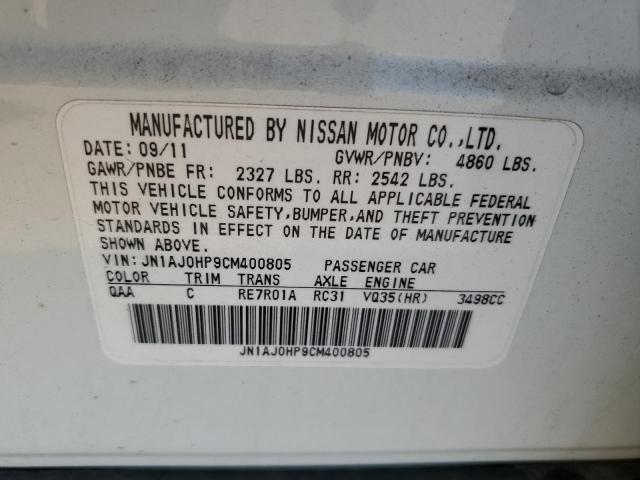 MANUFACTURED BY NISSAN MOTOR CO.,LTD.
DATE: 09/11 GVWR/PNBV: 4860 LBS.
GAWR/PNBE FR: 2327 LBS. RR: 2542 LBS.
THIS VEHICLE CONFORMS TO ALL APPLICABLE FEDERAL
MOTOR VEHICLE SAFETY,BUMPER,AND THEFT PREVENTION
STANDARDS IN EFFECT ON THE DATE OF MANUFACTURE
SHOWN ABOVE.
VIN: JN1AJ0HP9CM400805 PASSENGER CAR
COLOR TRIM TRANS AXLE ENGINE
QAA C RE7R01A RC31 VQ35(HR) 3498CC
JN1AJ0HP9CM400805